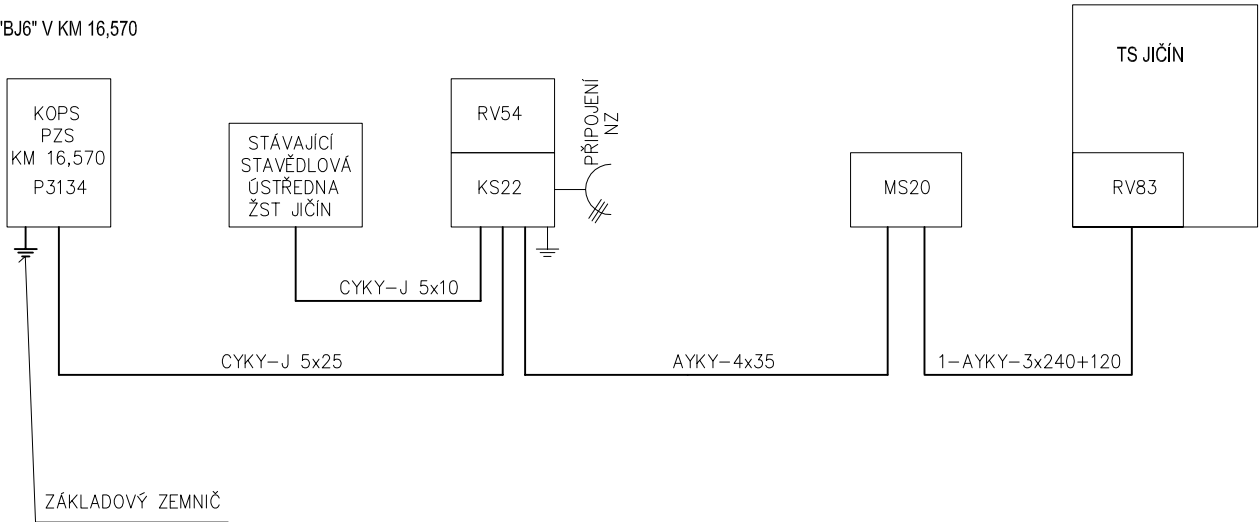 "BJ6" V KM 16,570
KOPS
PZS
KM 16,570
P3134
STÁVAJÍCÍ
STAVĚDLOVÁ
ÚSTŘEDNA
ŽST JIČÍN
RV54
KS22
PŘIPOJENÍ
NZ
MS20
TS JIČÍN
RV83
CYKY-J 5x10
CYKY-J 5x25
AYKY-4x35
1-AYKY-3x240+120
ZÁKLADOVÝ ZEMNIČ